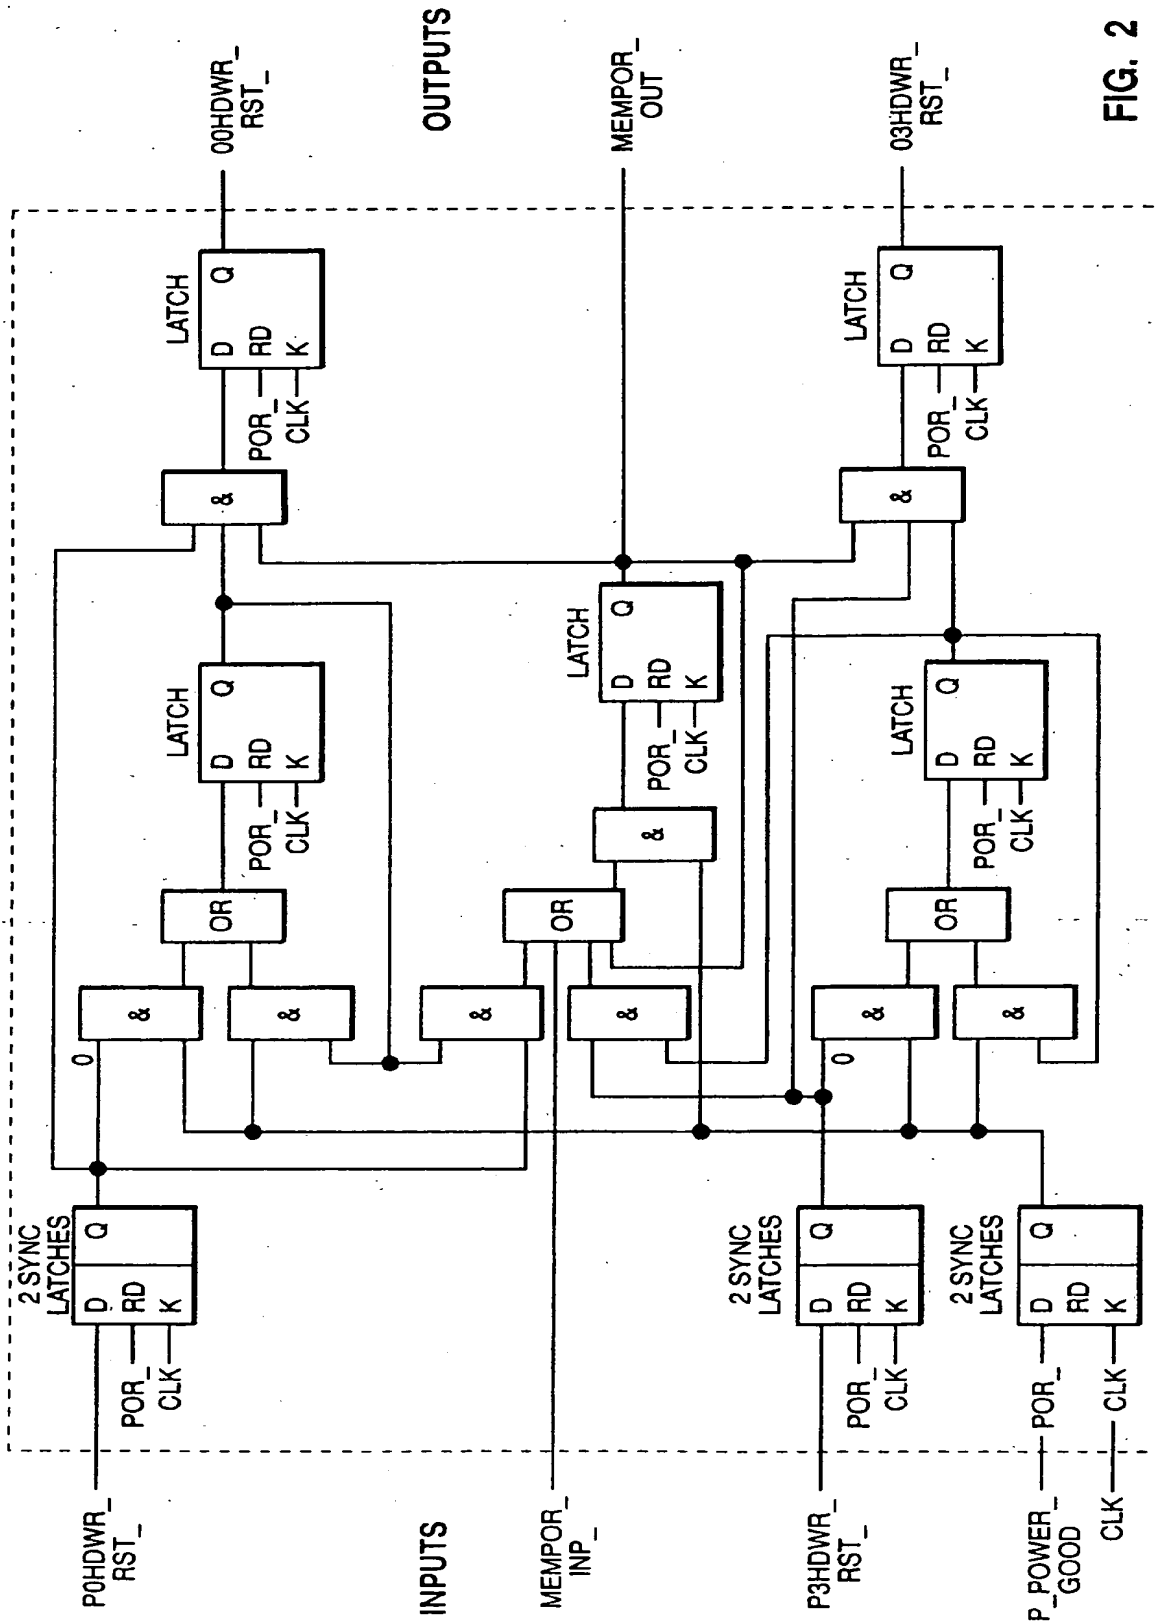 P0HDWR_
RST_
2 SYNC
LATCHES
D Q
RD
K
POR_
CLK
0
&
&
OR
LATCH
D Q
RD
K
POR_
CLK
&
LATCH
D Q
RD
K
POR_
CLK
00HDWR_
RST_
INPUTS
OUTPUTS
MEMPOR_
INP_
&
&
OR
&
LATCH
D Q
RD
K
POR_
CLK
MEMPOR_
OUT
P3HDWR_
RST_
2 SYNC
LATCHES
D Q
RD
K
POR_
CLK
0
&
&
OR
LATCH
D Q
RD
K
POR_
CLK
&
LATCH
D Q
RD
K
POR_
CLK
03HDWR_
RST_
P_POWER_
GOOD
POR_
CLK
CLK
2 SYNC
LATCHES
D Q
RD
K
FIG. 2